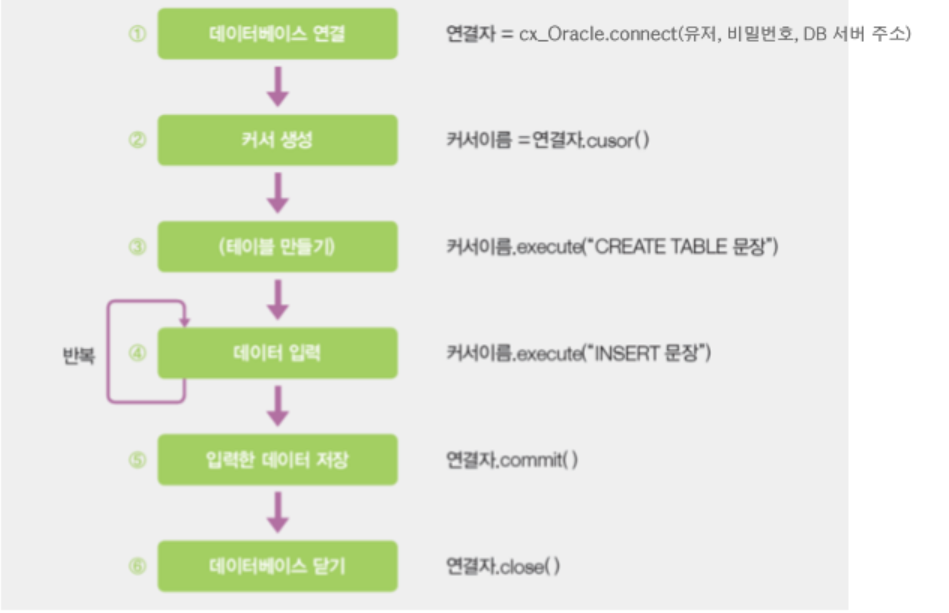 ① 데이터베이스 연결 연결자 = cx_Oracle.connect(유저, 비밀번호, DB 서버 주소)
② 커서 생성 커서이름 =연결자.cusor()
③ (테이블 만들기) 커서이름.execute("CREATE TABLE 문장")
반복 ④ 데이터 입력 커서이름.execute("INSERT 문장")
⑤ 입력한 데이터 저장 연결자.commit()
⑥ 데이터베이스 닫기 연결자.close()